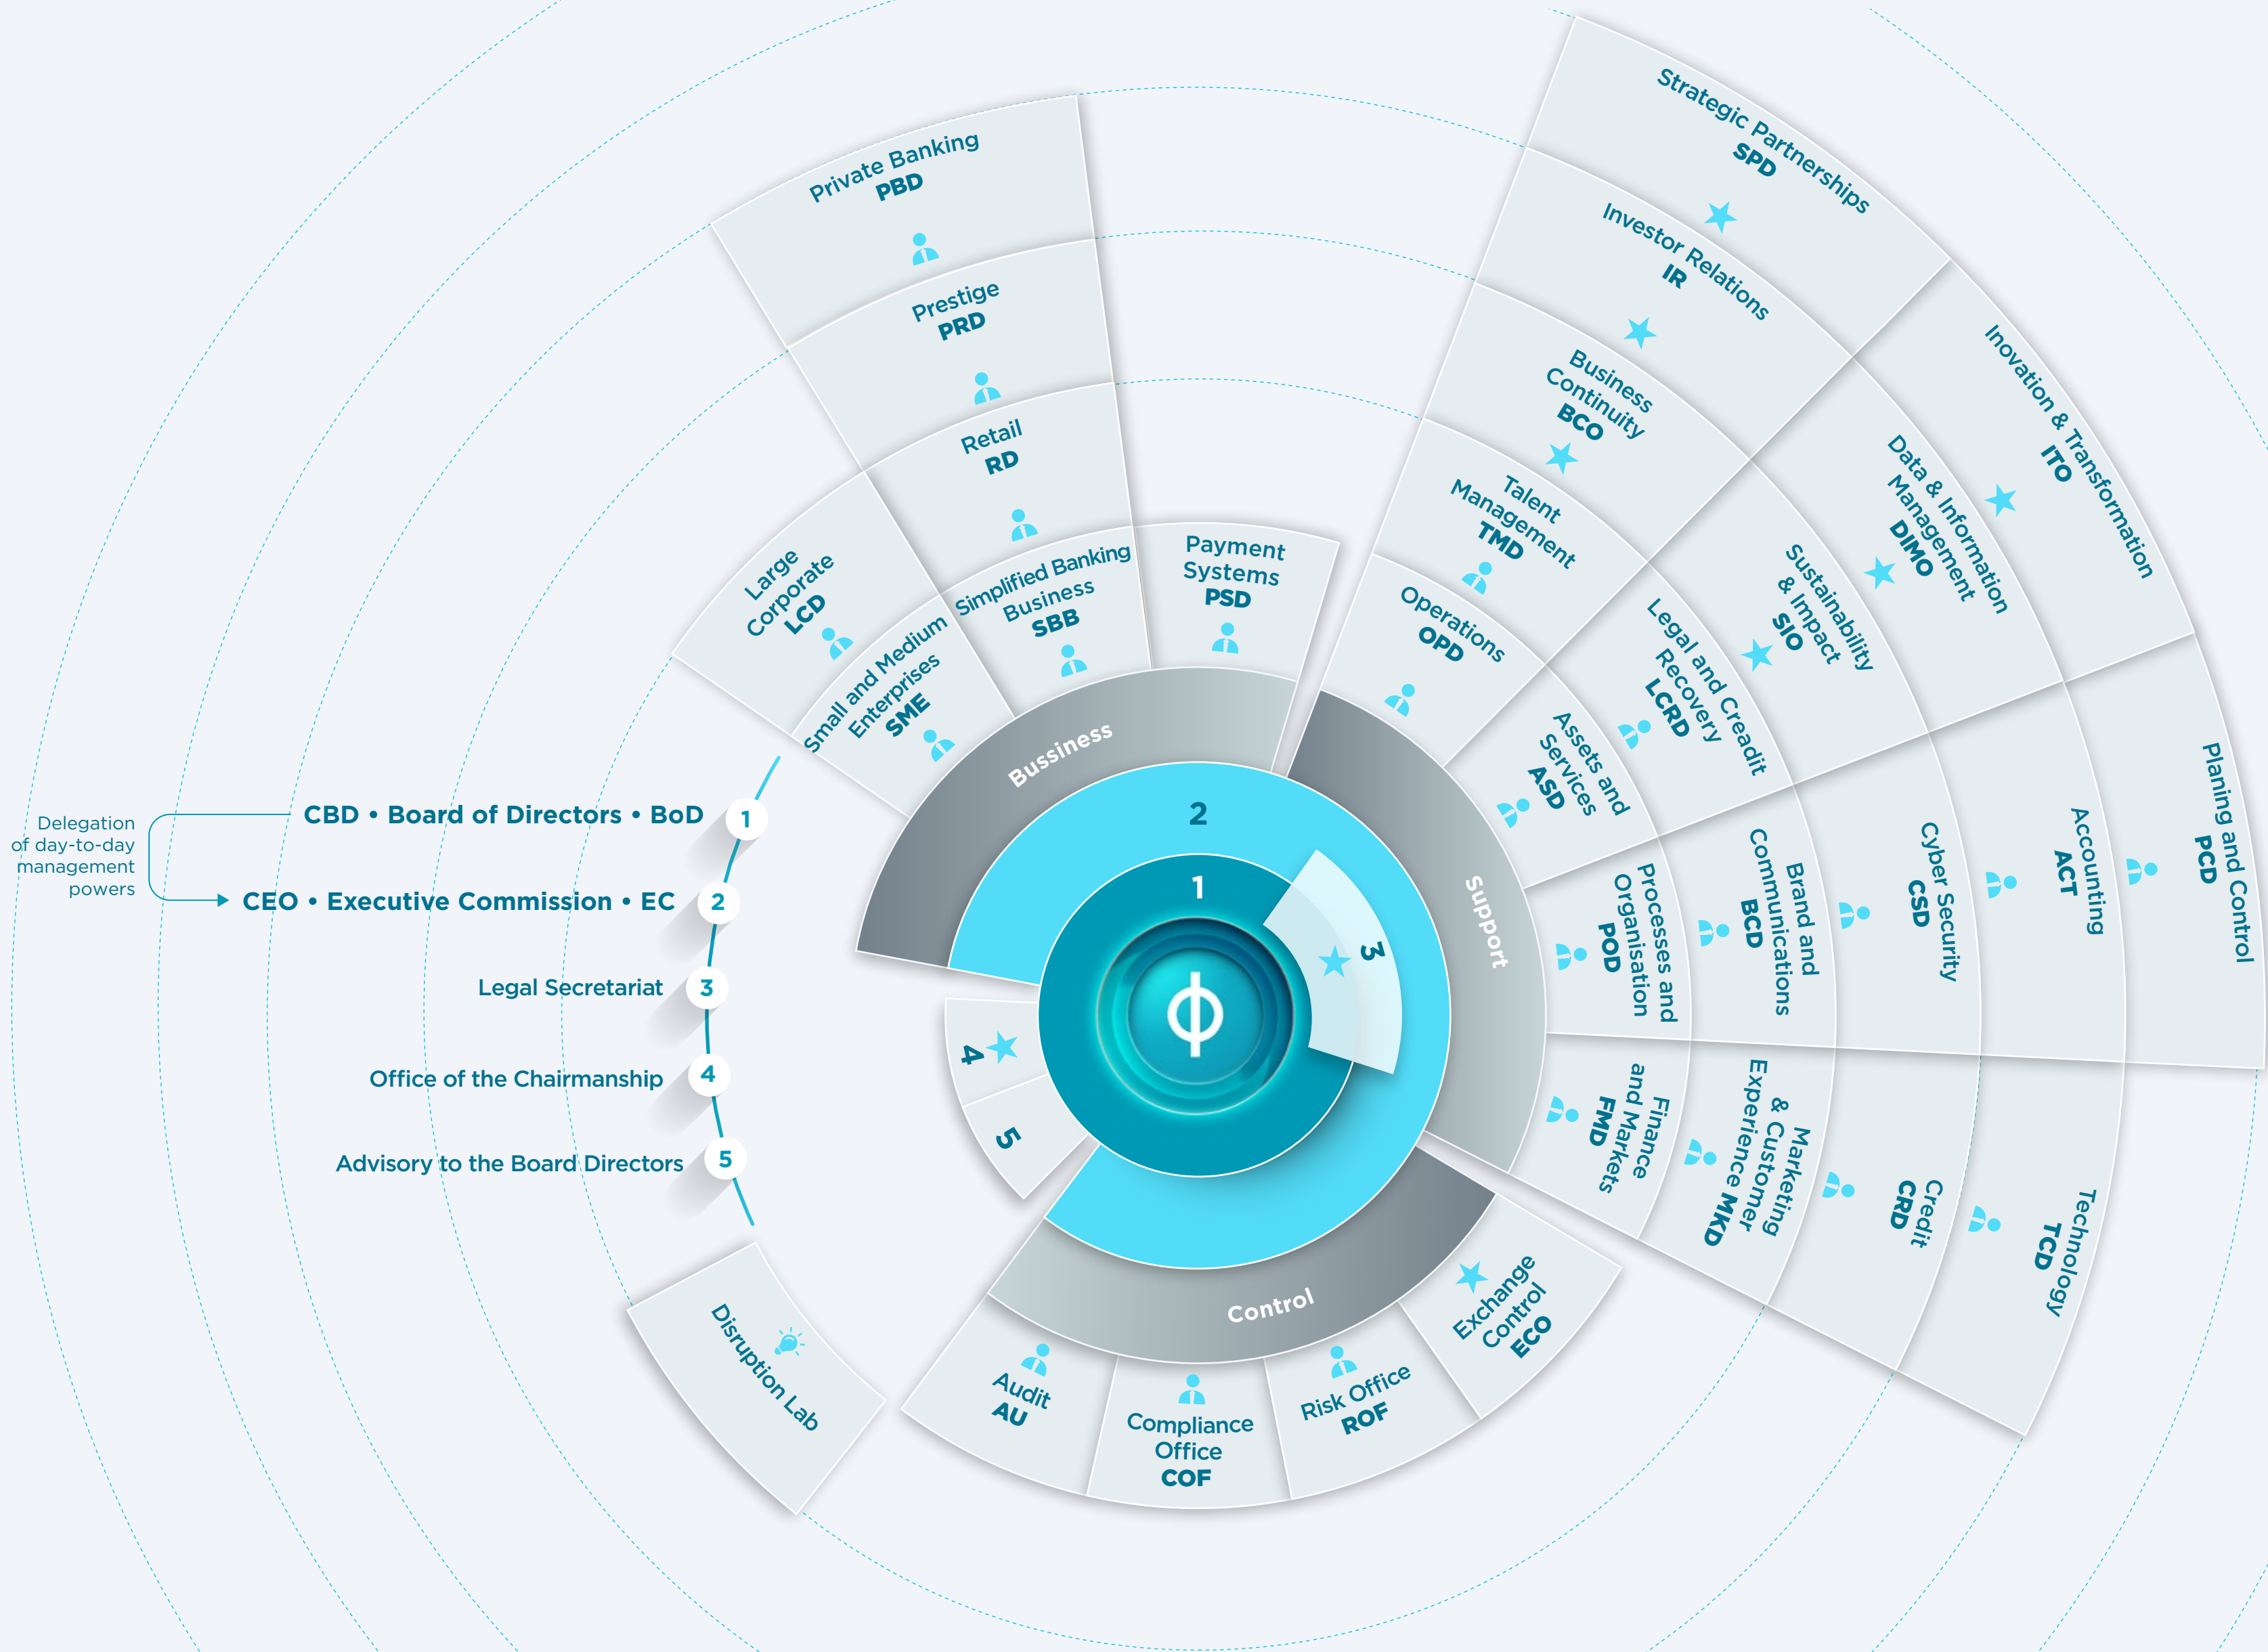 Private Banking
PBD
Prestige
PRD
Retail
RD
Simplified Banking
Business
SBB
Large
Corporate
LCD
Small and Medium
Enterprises
SME
Payment
Systems
PSD
Bussiness
Strategic Partnerships
SPD
Investor Relations
IR
Business
Continuity
BCO
Talent
Management
TMD
Operations
OPD
Inovation & Transformation
ITO
Data & Information
Management
DIMO
Sustainability
& Impact
SIO
Legal and Creadit
Recovery
LCRD
Assets and
Services
ASD
Planing and Control
PCD
Accounting
ACT
Cyber Security
CSD
Brand and
Communications
BCD
Processes and
Organisation
POD
Technology
TCD
Credit
CRD
Marketing
& Customer
Experience MKD
Finance
and Markets
FMD
Support
2
1
3
4
5
Control
Exchange
Control
ECO
Risk Office
ROF
Compliance
Office
COF
Audit
AU
Disruption Lab
Delegation
of day-to-day
management
powers
CBD • Board of Directors • BoD 1
CEO • Executive Commission • EC 2
Legal Secretariat 3
Office of the Chairmanship 4
Advisory to the Board Directors 5